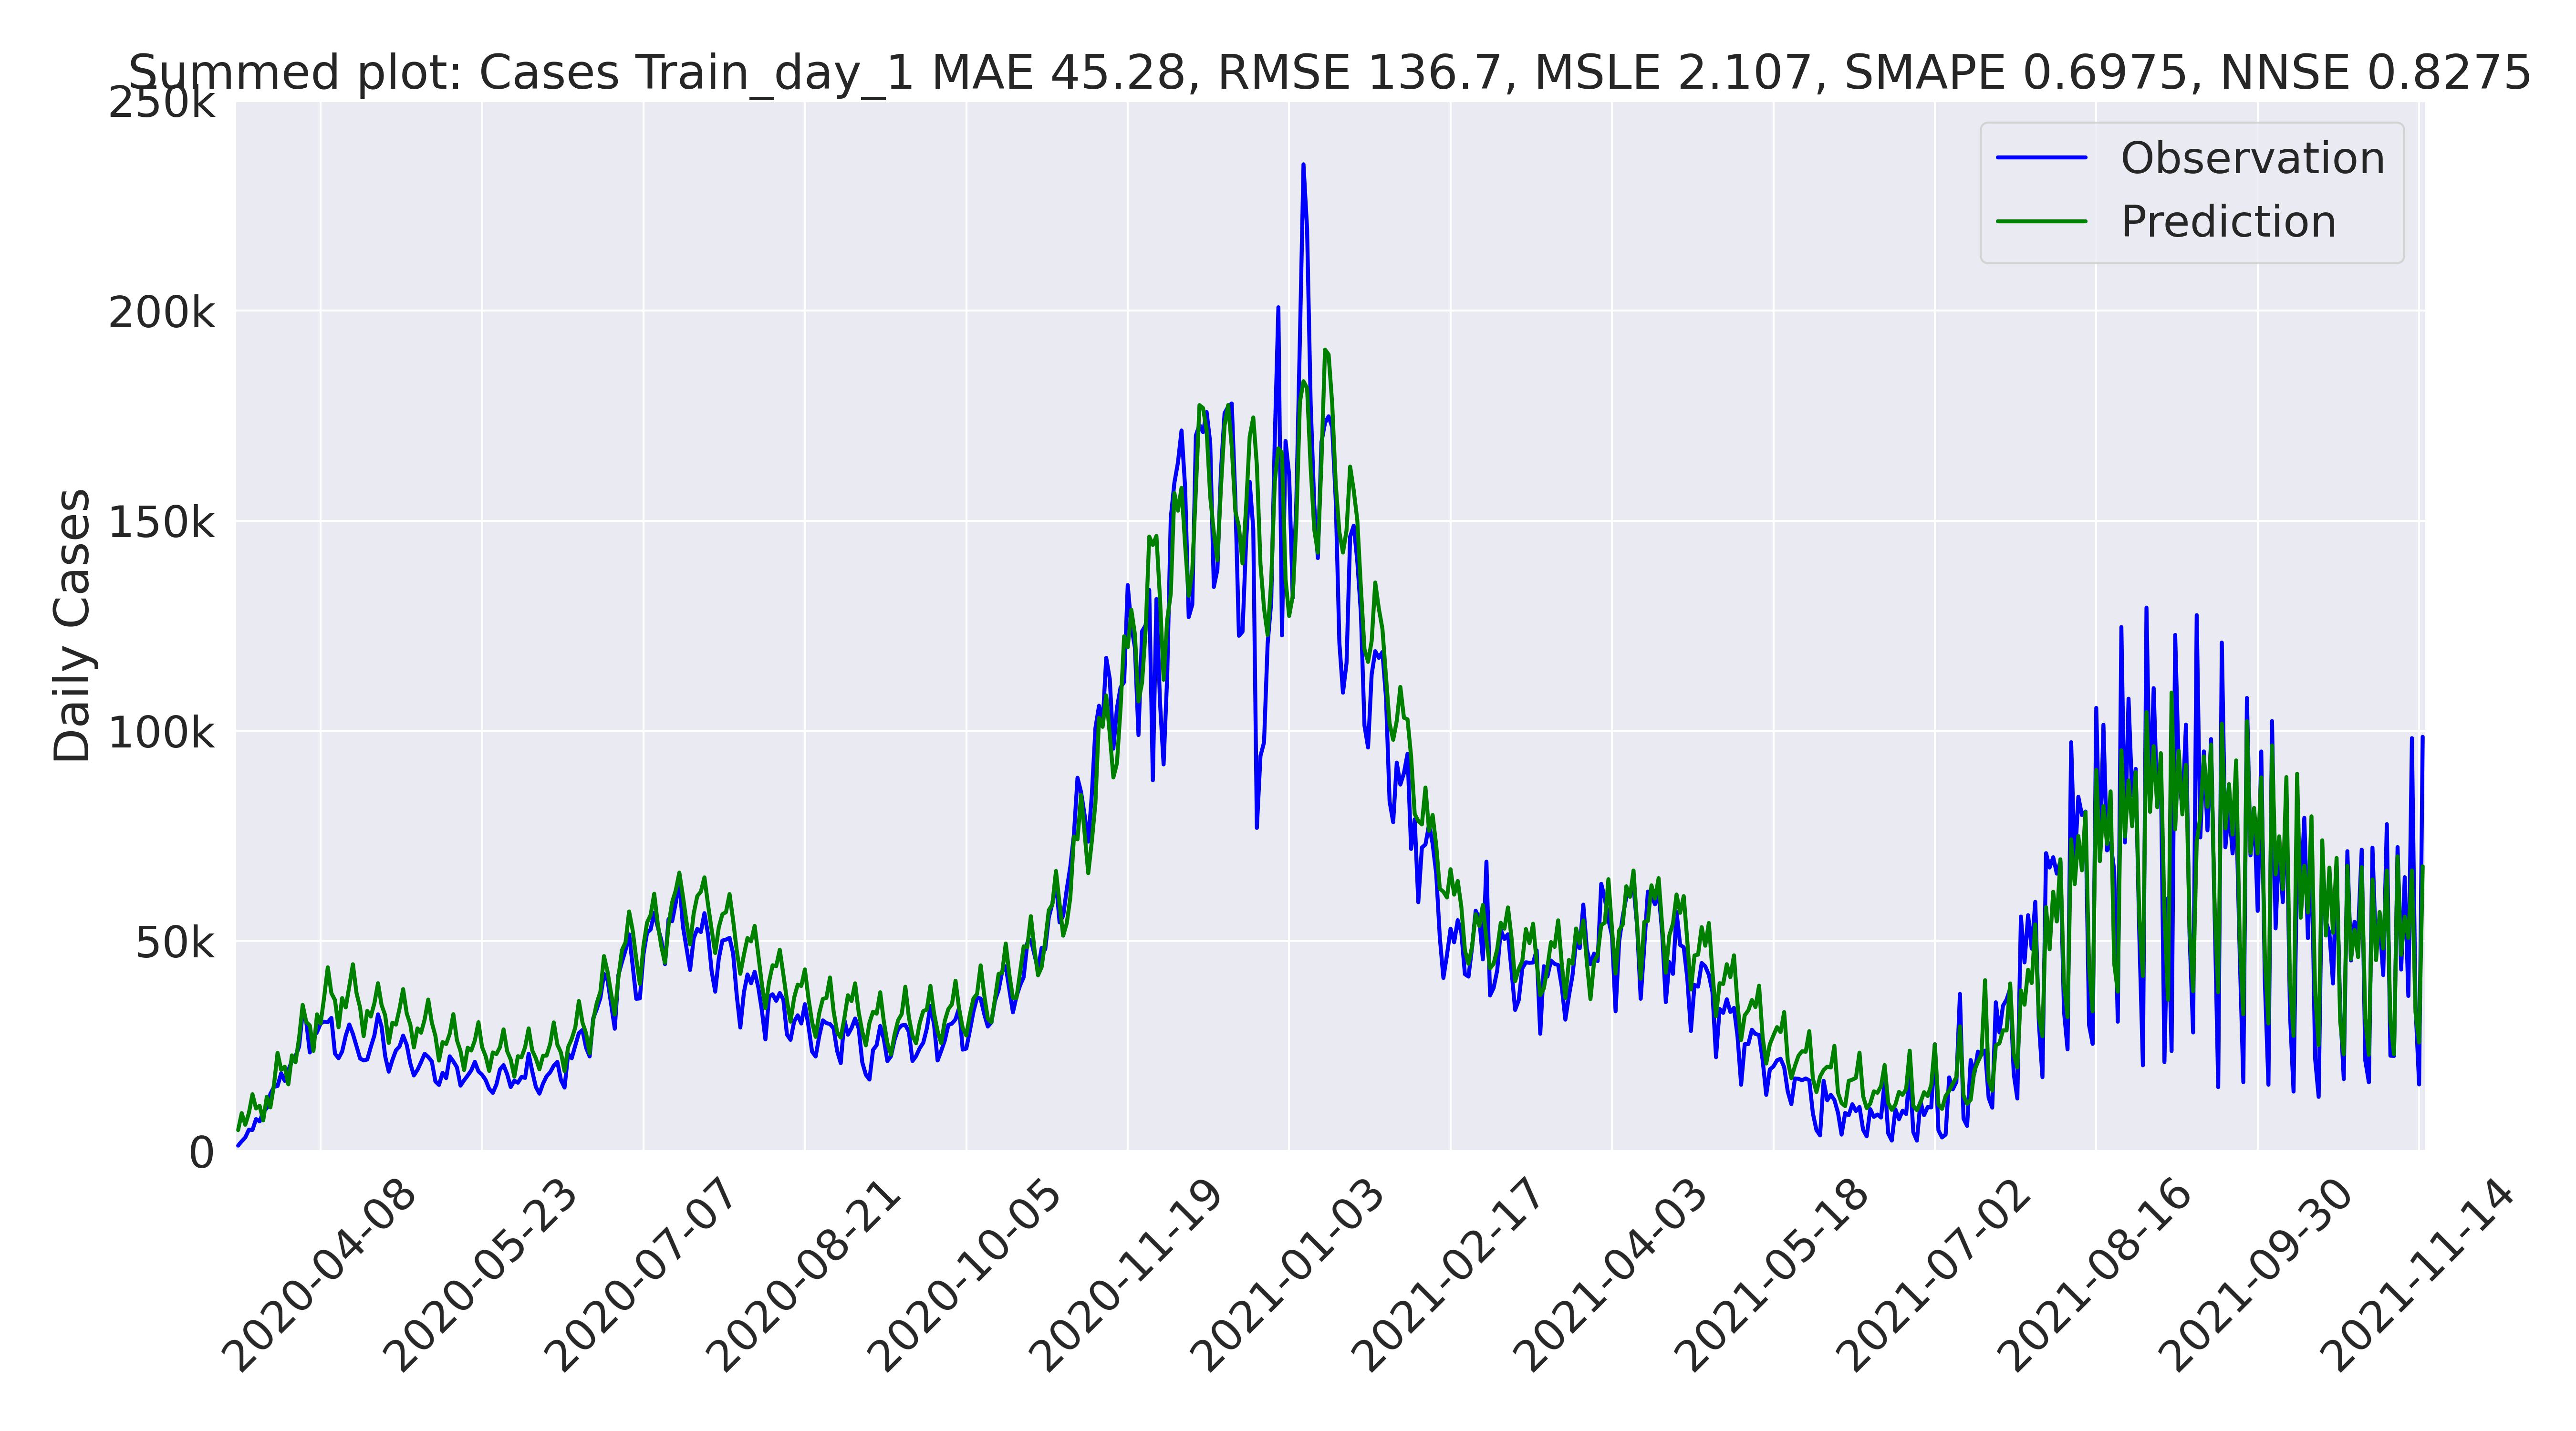 Summed plot: Cases Train_day_1 MAE 45.28, RMSE 136.7, MSLE 2.107, SMAPE 0.6975, NNSE 0.8275
250k
200k
150k
100k
50k
0
Daily Cases
Observation
Prediction
2020-04-08
2020-05-23
2020-07-07
2020-08-21
2020-10-05
2020-11-19
2021-01-03
2021-02-17
2021-04-03
2021-05-18
2021-07-02
2021-08-16
2021-09-30
2021-11-14